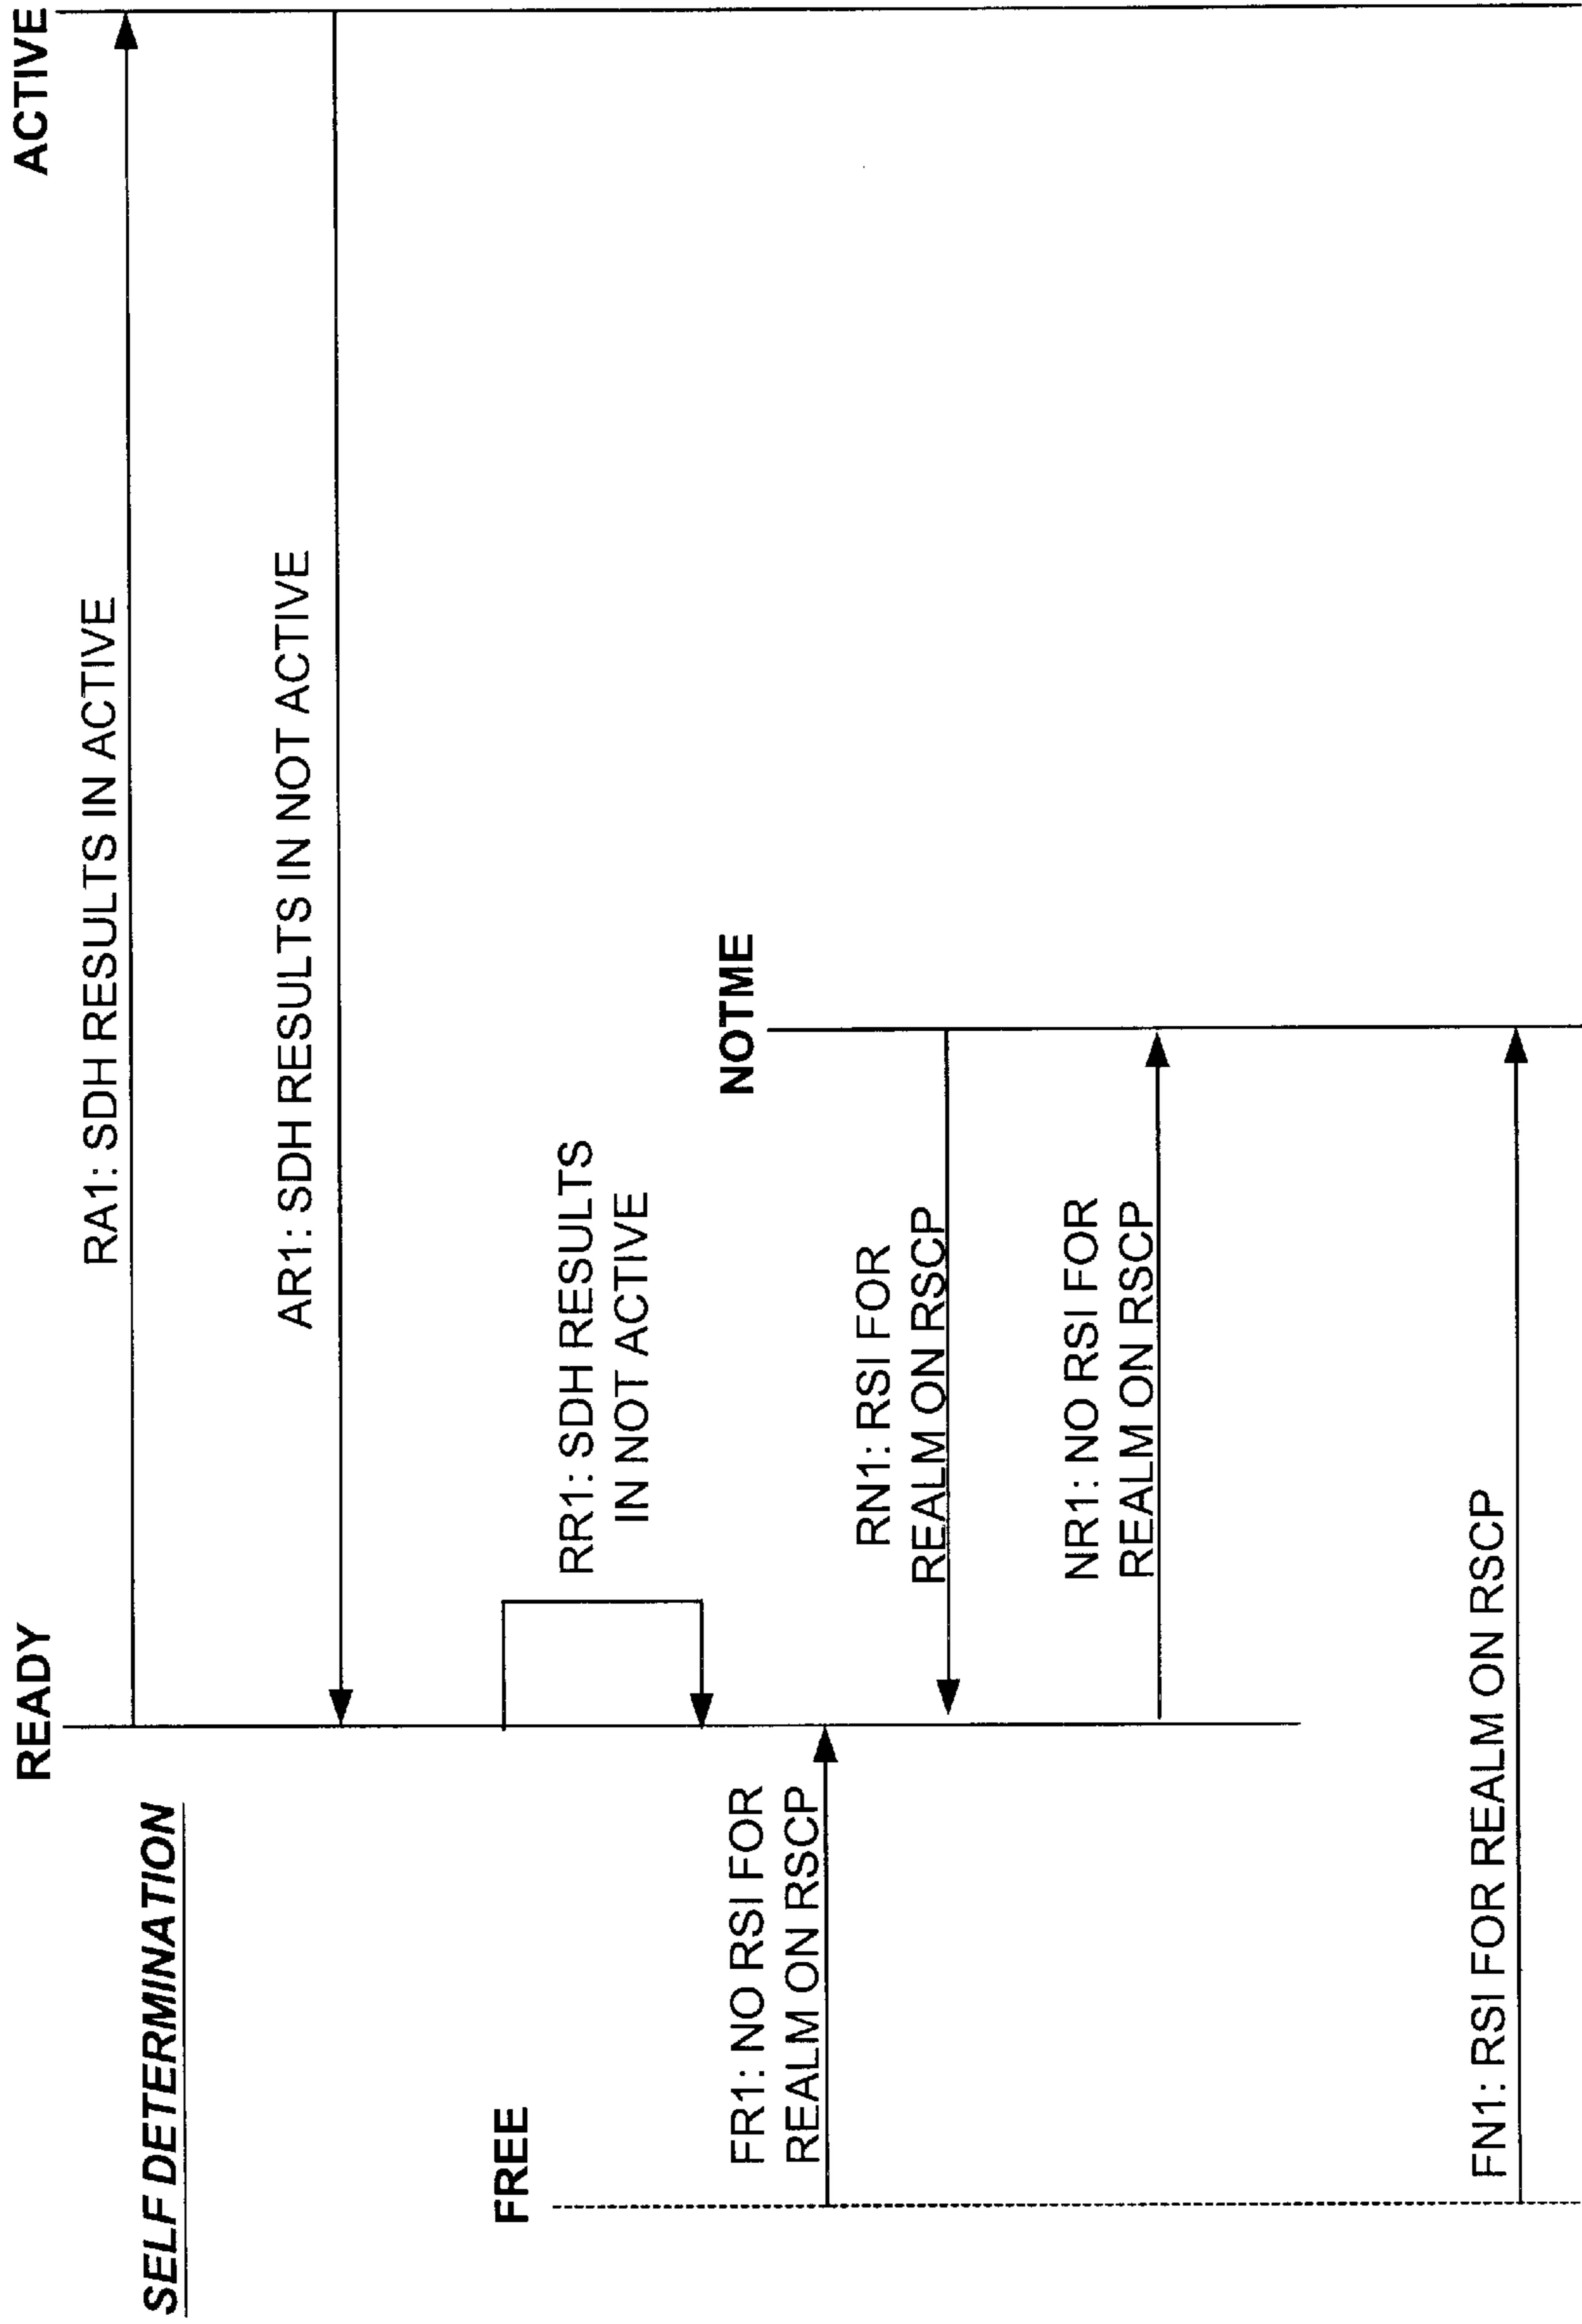 READY
ACTIVE
SELF DETERMINATION
RA1: SDH RESULTS IN ACTIVE
AR1: SDH RESULTS IN NOT ACTIVE
FREE
RR1: SDH RESULTS
IN NOT ACTIVE
NOTME
FR1: NO RSI FOR
REALM ON RSCP
RN1: RSI FOR
REALM ON RSCP
NR1: NO RSI FOR
REALM ON RSCP
FN1: RSI FOR REALM ON RSCP